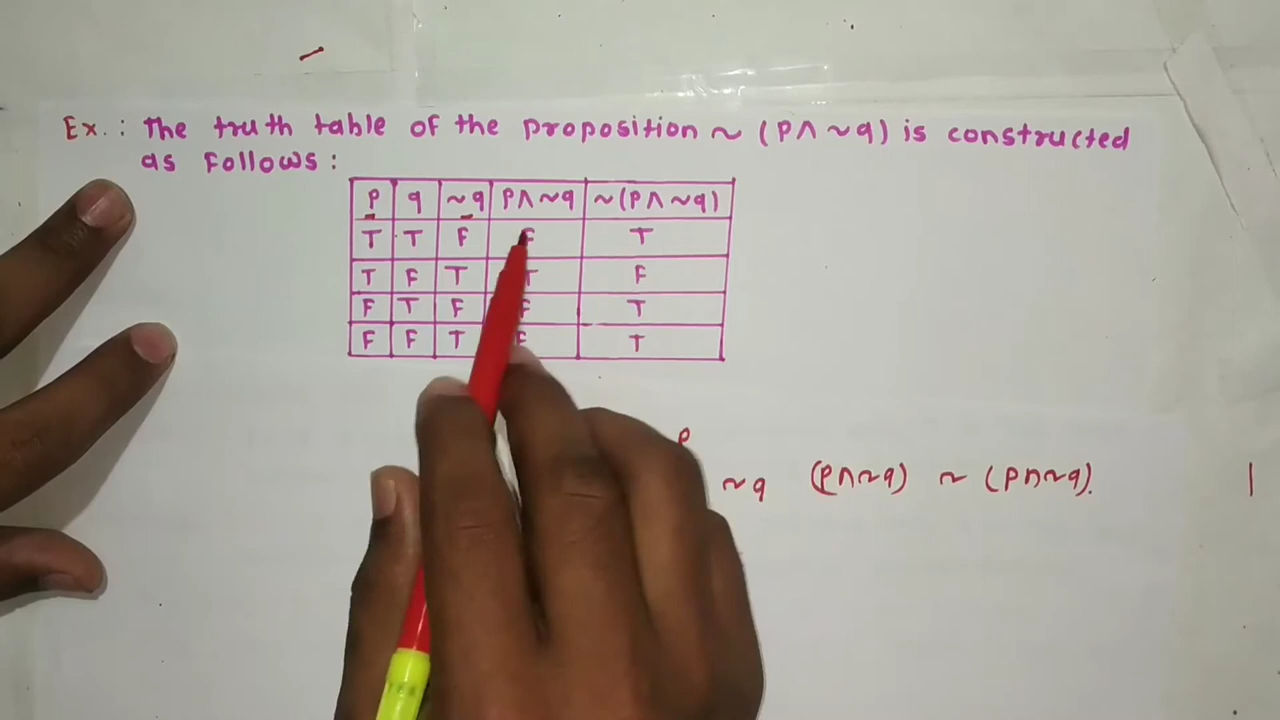 Ex. : The truth table of the proposition ~ (P∧ ~q) is constructed
as follows :
P q ~q P∧ ~q ~(P∧ ~q)
T T F F T
T F T T F
F T F F T
F F T F T
P
~q (P∧~q) ~ (P∧~q).